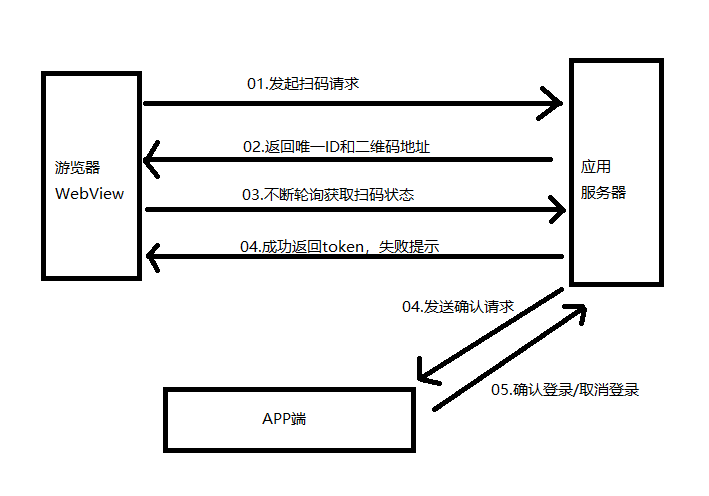 01.发起扫码请求
02.返回唯一ID和二维码地址
游览器
WebView
应用
服务器
03.不断轮询获取扫码状态
04.成功返回token，失败提示
04.发送确认请求
05.确认登录/取消登录
APP端